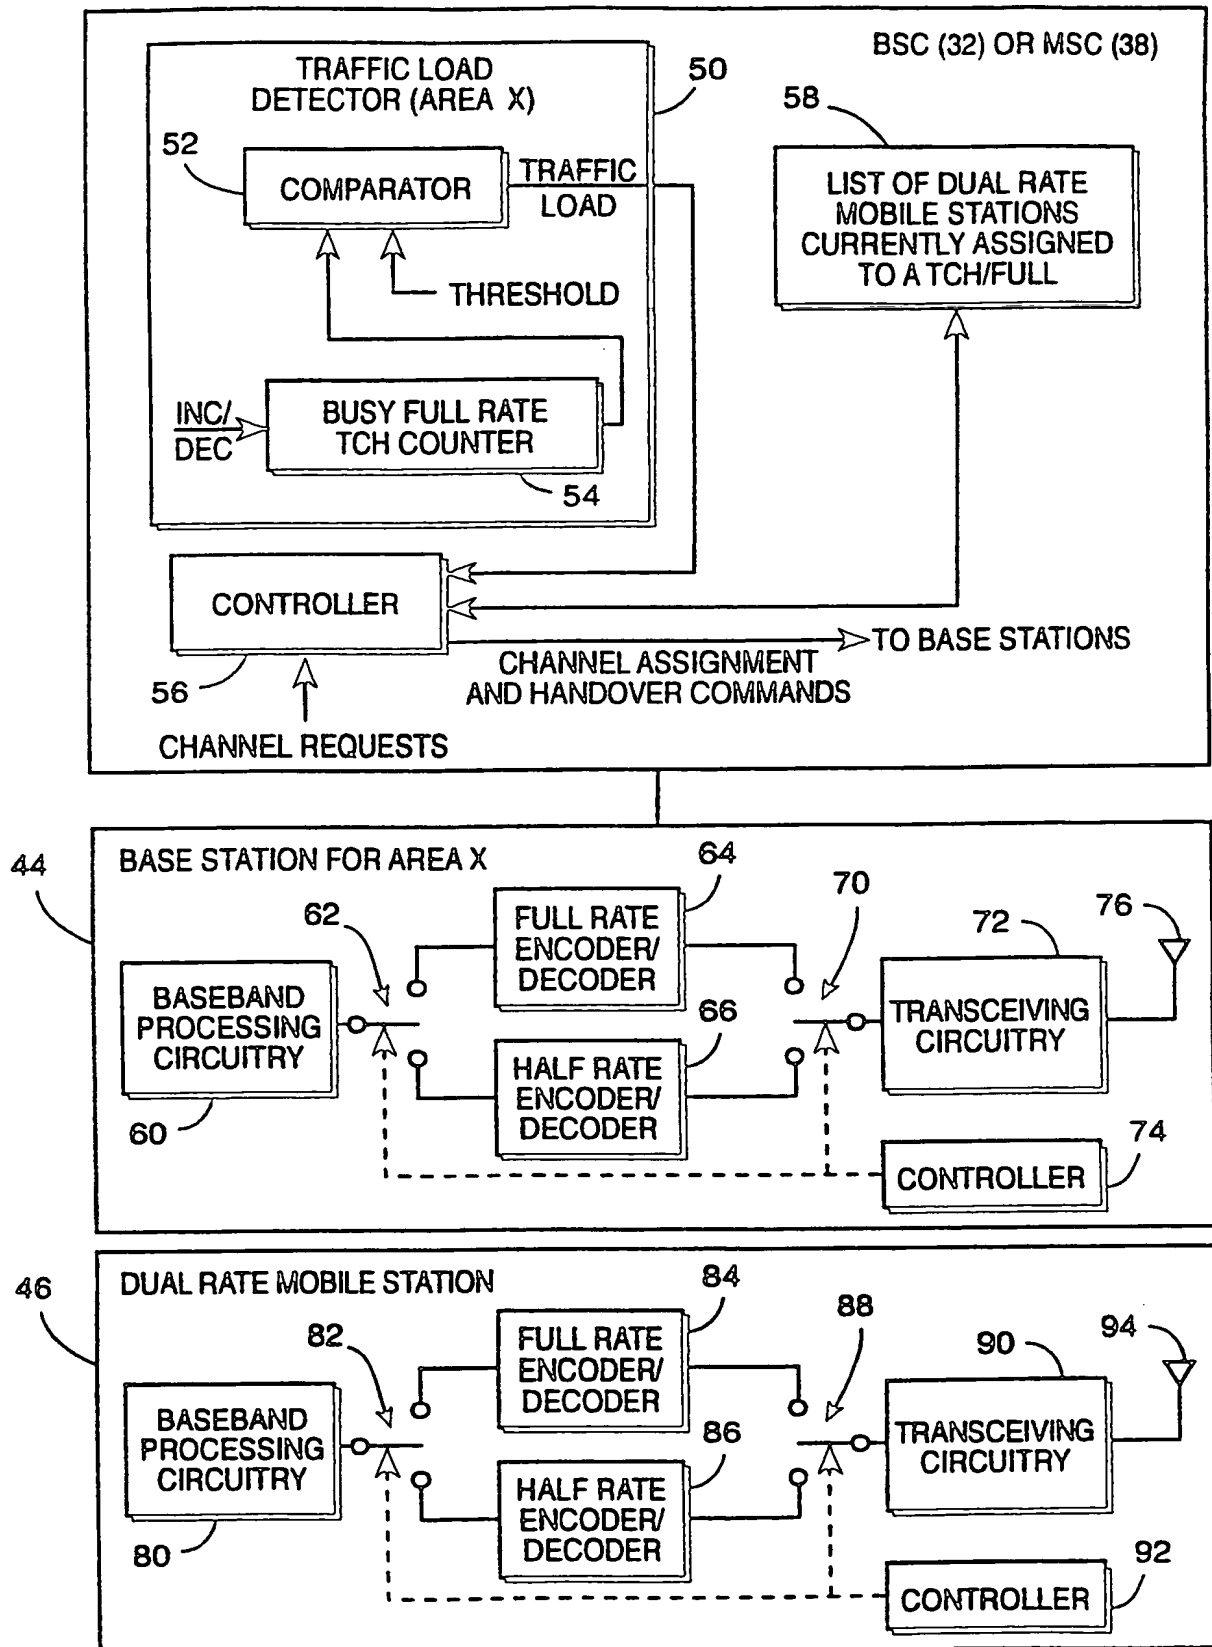 BSC (32) OR MSC (38)
TRAFFIC LOAD
DETECTOR (AREA X)
50
58
52
COMPARATOR
TRAFFIC
LOAD
LIST OF DUAL RATE
MOBILE STATIONS
CURRENTLY ASSIGNED
TO A TCH/FULL
THRESHOLD
INC/
DEC
BUSY FULL RATE
TCH COUNTER
54
CONTROLLER
56
TO BASE STATIONS
CHANNEL ASSIGNMENT
AND HANDOVER COMMANDS
CHANNEL REQUESTS
44
BASE STATION FOR AREA X
62
64
70
72
76
FULL RATE
ENCODER/
DECODER
BASEBAND
PROCESSING
CIRCUITRY
60
66
HALF RATE
ENCODER/
DECODER
TRANSCEIVING
CIRCUITRY
74
CONTROLLER
46
DUAL RATE MOBILE STATION
82
84
88
90
94
FULL RATE
ENCODER/
DECODER
BASEBAND
PROCESSING
CIRCUITRY
80
86
HALF RATE
ENCODER/
DECODER
TRANSCEIVING
CIRCUITRY
92
CONTROLLER